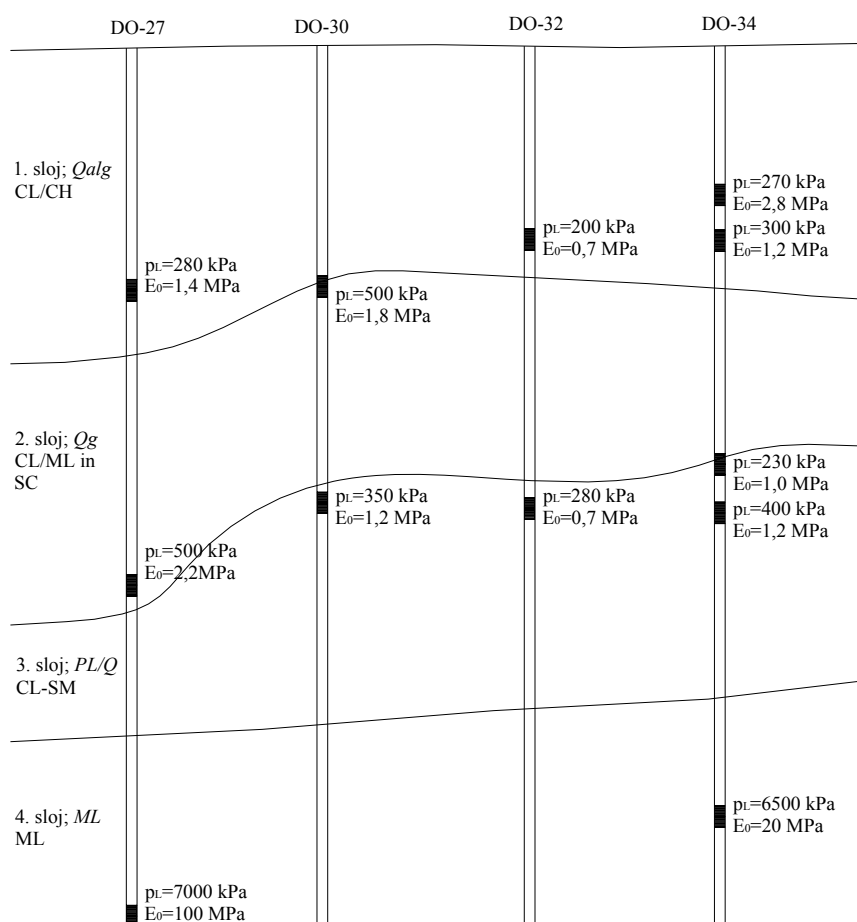 DO-27
DO-30
DO-32
DO-34
1. sloj; Qalg
CL/CH
pL=270 kPa
E0=2,8 MPa
pL=300 kPa
E0=1,2 MPa
pL=200 kPa
E0=0,7 MPa
pL=280 kPa
E0=1,4 MPa
pL=500 kPa
E0=1,8 MPa
2. sloj; Qg
CL/ML in
SC
pL=230 kPa
E0=1,0 MPa
pL=350 kPa
E0=1,2 MPa
pL=280 kPa
E0=0,7 MPa
pL=400 kPa
E0=1,2 MPa
pL=500 kPa
E0=2,2MPa
3. sloj; PL/Q
CL-SM
4. sloj; ML
ML
pL=6500 kPa
E0=20 MPa
pL=7000 kPa
E0=100 MPa